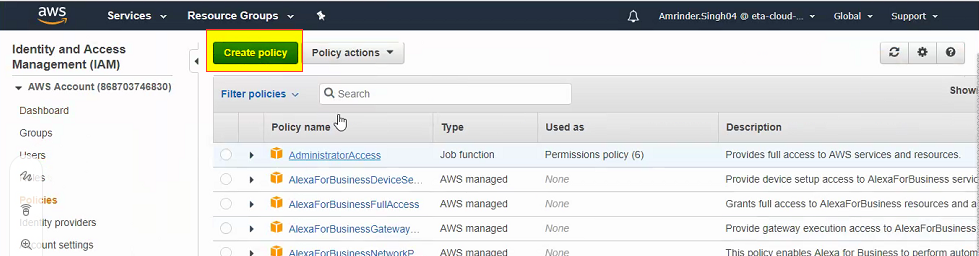 aws Services Resource Groups Amrinder.Singh04 @ eta-cloud-... Global Support
Identity and Access
Management (IAM)
AWS Account (868703746830)
Dashboard
Groups
Users
Policies
Identity providers
settings
Create policy Policy actions
Filter policies Search Showi
Policy name Type Used as Description
AdministratorAccess Job function Permissions policy (6) Provides full access to AWS services and resources.
AlexaForBusinessDeviceSe... AWS managed None Provide device setup access to AlexaForBusiness servic
AlexaForBusinessFullAccess AWS managed None Grants full access to AlexaForBusiness resources and a
AlexaForBusinessGateway... AWS managed None Provide gateway execution access to AlexaForBusiness
AlexaForBusinessNetworkP... AWS managed None This policy enables Alexa for Business to perform autom